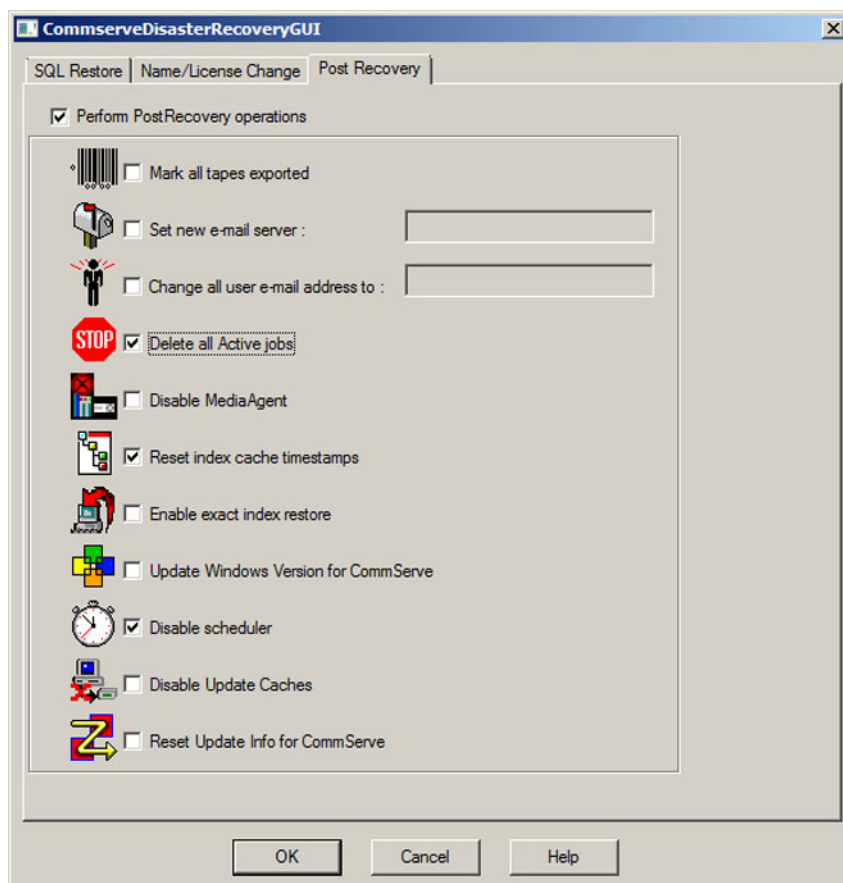 CommserveDisasterRecoveryGUI
SQL Restore Name/License Change Post Recovery
Perform PostRecovery operations
Mark all tapes exported
Set new e-mail server :
Change all user e-mail address to :
STOP Delete all Active jobs
Disable MediaAgent
Reset index cache timestamps
Enable exact index restore
Update Windows Version for CommServe
Disable scheduler
Disable Update Caches
Reset Update Info for CommServe
OK Cancel Help